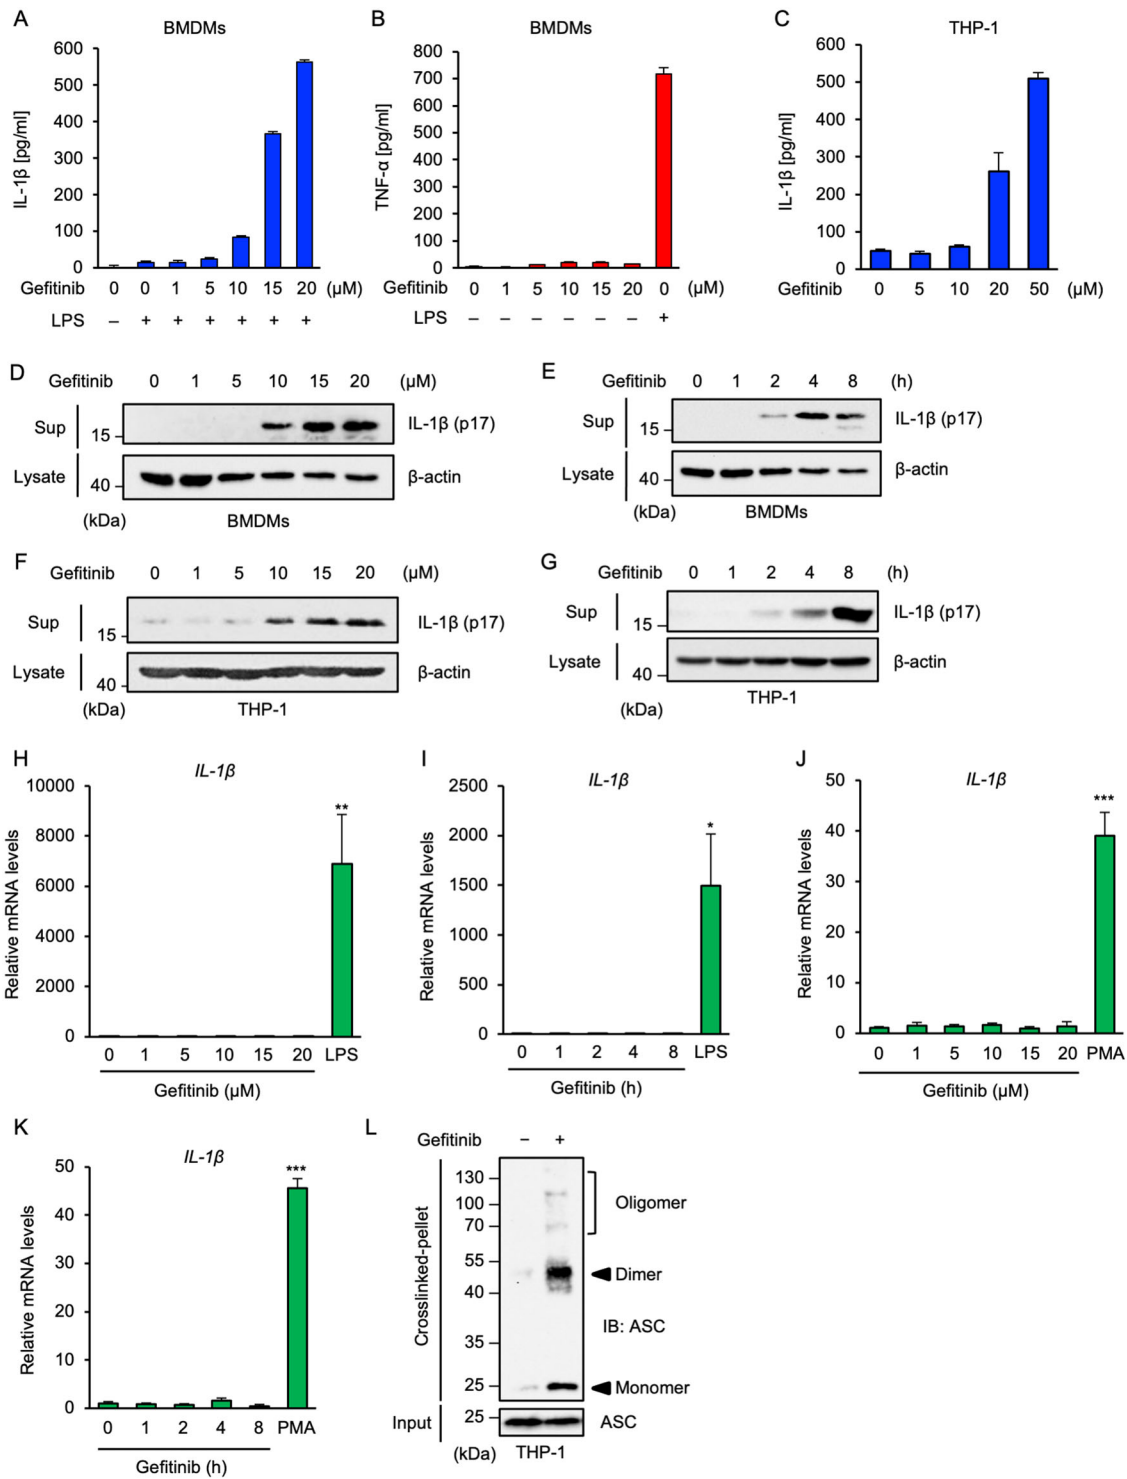 A
BMDMs
IL-1β [pg/ml]
600
500
400
300
200
100
0
Gefitinib 0 0 1 5 10 15 20 (μM)
LPS – + + + + + +
B
BMDMs
TNF-α [pg/ml]
800
700
600
500
400
300
200
100
0
Gefitinib 0 1 5 10 15 20 0 (μM)
LPS – – – – – – +
C
THP-1
IL-1β [pg/ml]
600
500
400
300
200
100
0
Gefitinib 0 5 10 20 50 (μM)
D
Gefitinib 0 1 5 10 15 20 (μM)
Sup 15 IL-1β (p17)
Lysate 40 β-actin
(kDa) BMDMs
E
Gefitinib 0 1 2 4 8 (h)
Sup 15 IL-1β (p17)
Lysate 40 β-actin
(kDa) BMDMs
F
Gefitinib 0 1 5 10 15 20 (μM)
Sup 15 IL-1β (p17)
Lysate 40 β-actin
(kDa) THP-1
G
Gefitinib 0 1 2 4 8 (h)
Sup 15 IL-1β (p17)
Lysate 40 β-actin
(kDa) THP-1
H
IL-1β
Relative mRNA levels
10000
8000
6000
4000
2000
0
**
0 1 5 10 15 20 LPS
Gefitinib (μM)
I
IL-1β
Relative mRNA levels
2500
2000
1500
1000
500
0
*
0 1 2 4 8 LPS
Gefitinib (h)
J
IL-1β
Relative mRNA levels
50
40
30
20
10
0
***
0 1 5 10 15 20 PMA
Gefitinib (μM)
K
IL-1β
Relative mRNA levels
50
40
30
20
10
0
***
0 1 2 4 8 PMA
Gefitinib (h)
L
Gefitinib – +
Crosslinked-pellet
130
100
70
55
40
35
25
Oligomer
Dimer
IB: ASC
Monomer
Input 25 ASC
(kDa) THP-1